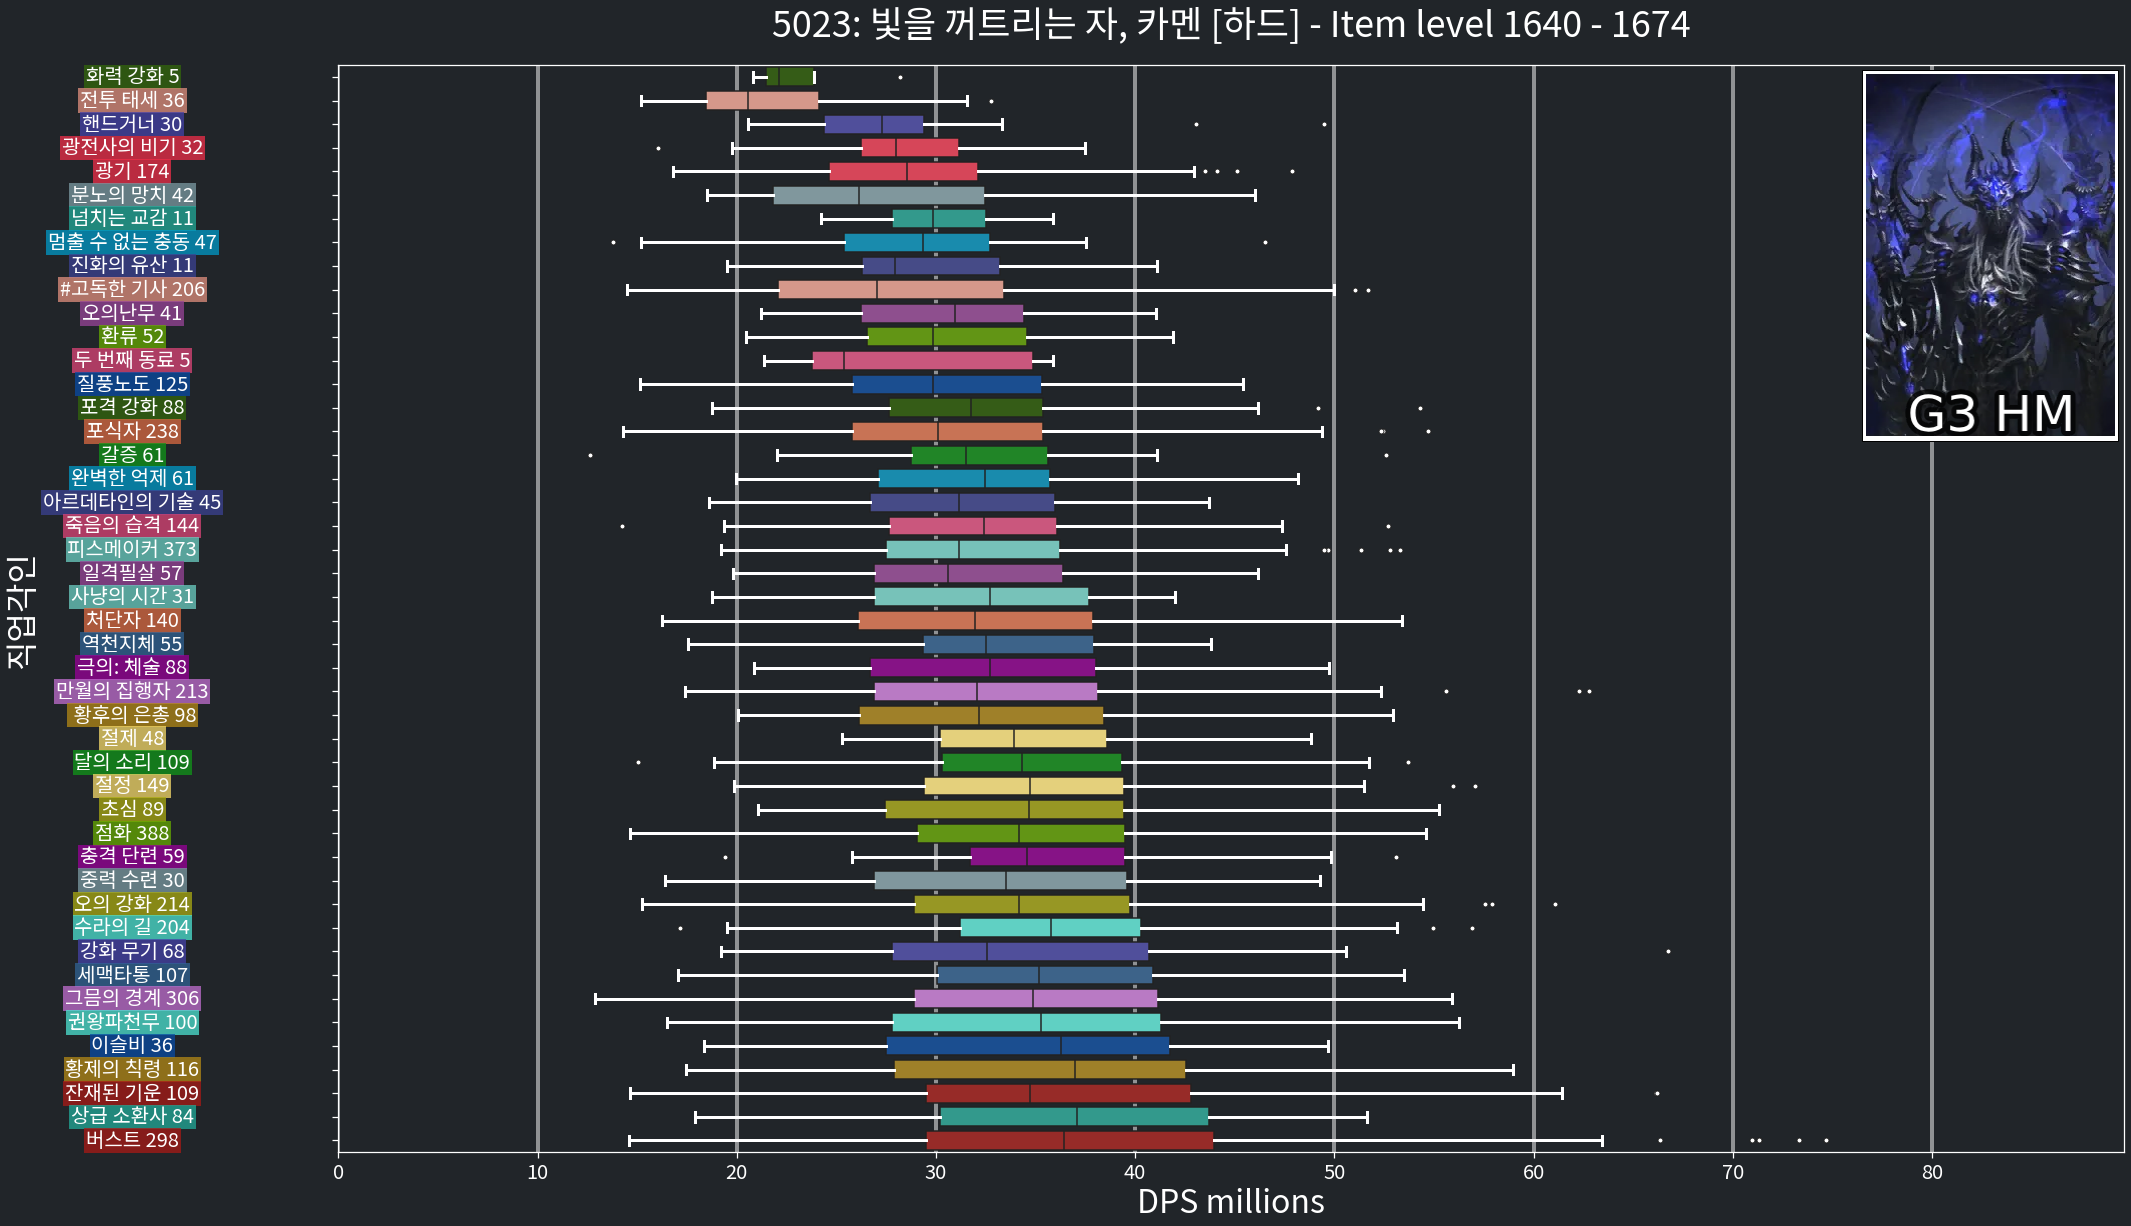 5023: 빛을 꺼트리는 자, 카멘 [하드] - Item level 1640 - 1674
화력 강화 5
전투 태세 36
핸드거너 30
광전사의 비기 32
광기 174
분노의 망치 42
넘치는 교감 11
멈출 수 없는 충동 47
진화의 유산 11
#고독한 기사 206
오의난무 41
환류 52
두 번째 동료 5
질풍노도 125
포격 강화 88
포식자 238
갈증 61
완벽한 억제 61
아르데타인의 기술 45
죽음의 습격 144
피스메이커 373
일격필살 57
사냥의 시간 31
처단자 140
역천지체 55
극의: 체술 88
만월의 집행자 213
황후의 은총 98
절제 48
달의 소리 109
절정 149
초심 89
점화 388
충격 단련 59
중력 수련 30
오의 강화 214
수라의 길 204
강화 무기 68
세맥타통 107
그믐의 경계 306
권왕파천무 100
이슬비 36
황제의 칙령 116
잔재된 기운 109
상급 소환사 84
버스트 298
직업각인
G3 HM
0 10 20 30 40 50 60 70 80
DPS millions